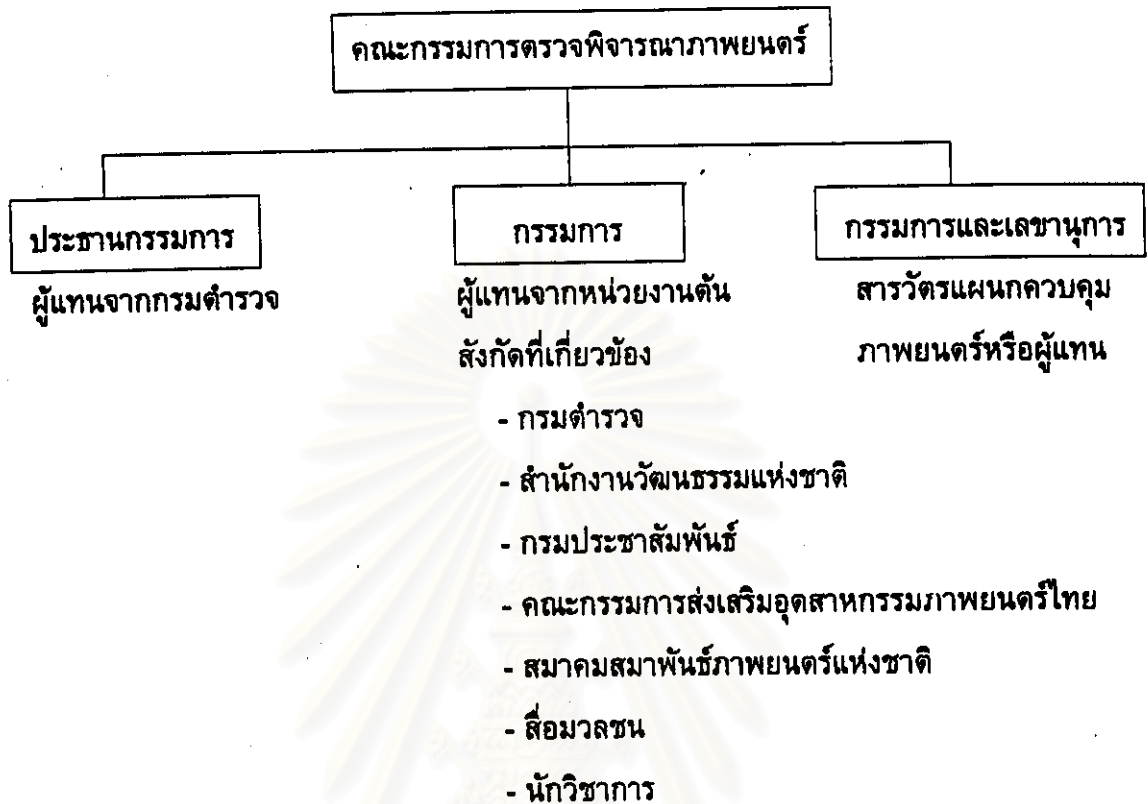 คณะกรรมการตรวจพิจารณาภาพยนตร์
ประธานกรรมการ
ผู้แทนจากกรมตำรวจ
กรรมการ
ผู้แทนจากหน่วยงานต้น
สังกัดที่เกี่ยวข้อง
- กรมตำรวจ
- สำนักงานวัฒนธรรมแห่งชาติ
- กรมประชาสัมพันธ์
- คณะกรรมการส่งเสริมอุตสาหกรรมภาพยนตร์ไทย
- สมาคมสมาพันธ์ภาพยนตร์แห่งชาติ
- สื่อมวลชน
- นักวิชาการ
กรรมการและเลขานุการ
สารวัตรแผนกควบคุม
ภาพยนตร์หรือผู้แทน